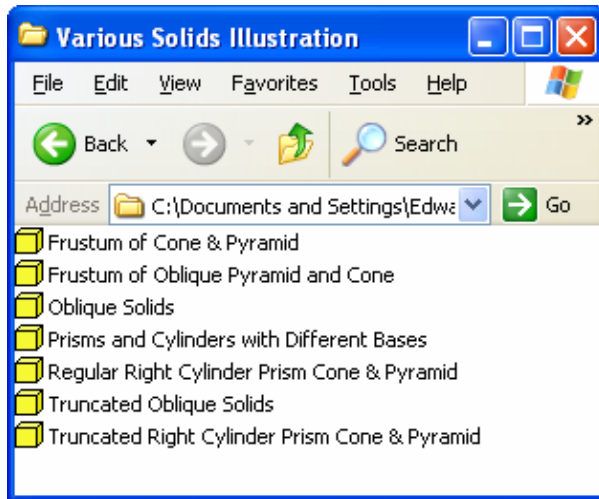 Various Solids Illustration
File Edit View Favorites Tools Help
Back Search »
Address C:\Documents and Settings\Edwa Go
Frustum of Cone & Pyramid
Frustum of Oblique Pyramid and Cone
Oblique Solids
Prisms and Cylinders with Different Bases
Regular Right Cylinder Prism Cone & Pyramid
Truncated Oblique Solids
Truncated Right Cylinder Prism Cone & Pyramid